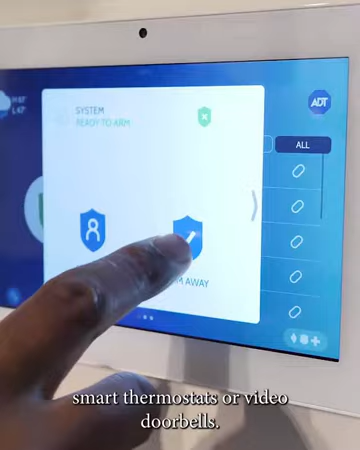 SYSTEM
READY TO ARM
ADT
ALL
AWAY
smart thermostats or video
doorbells.